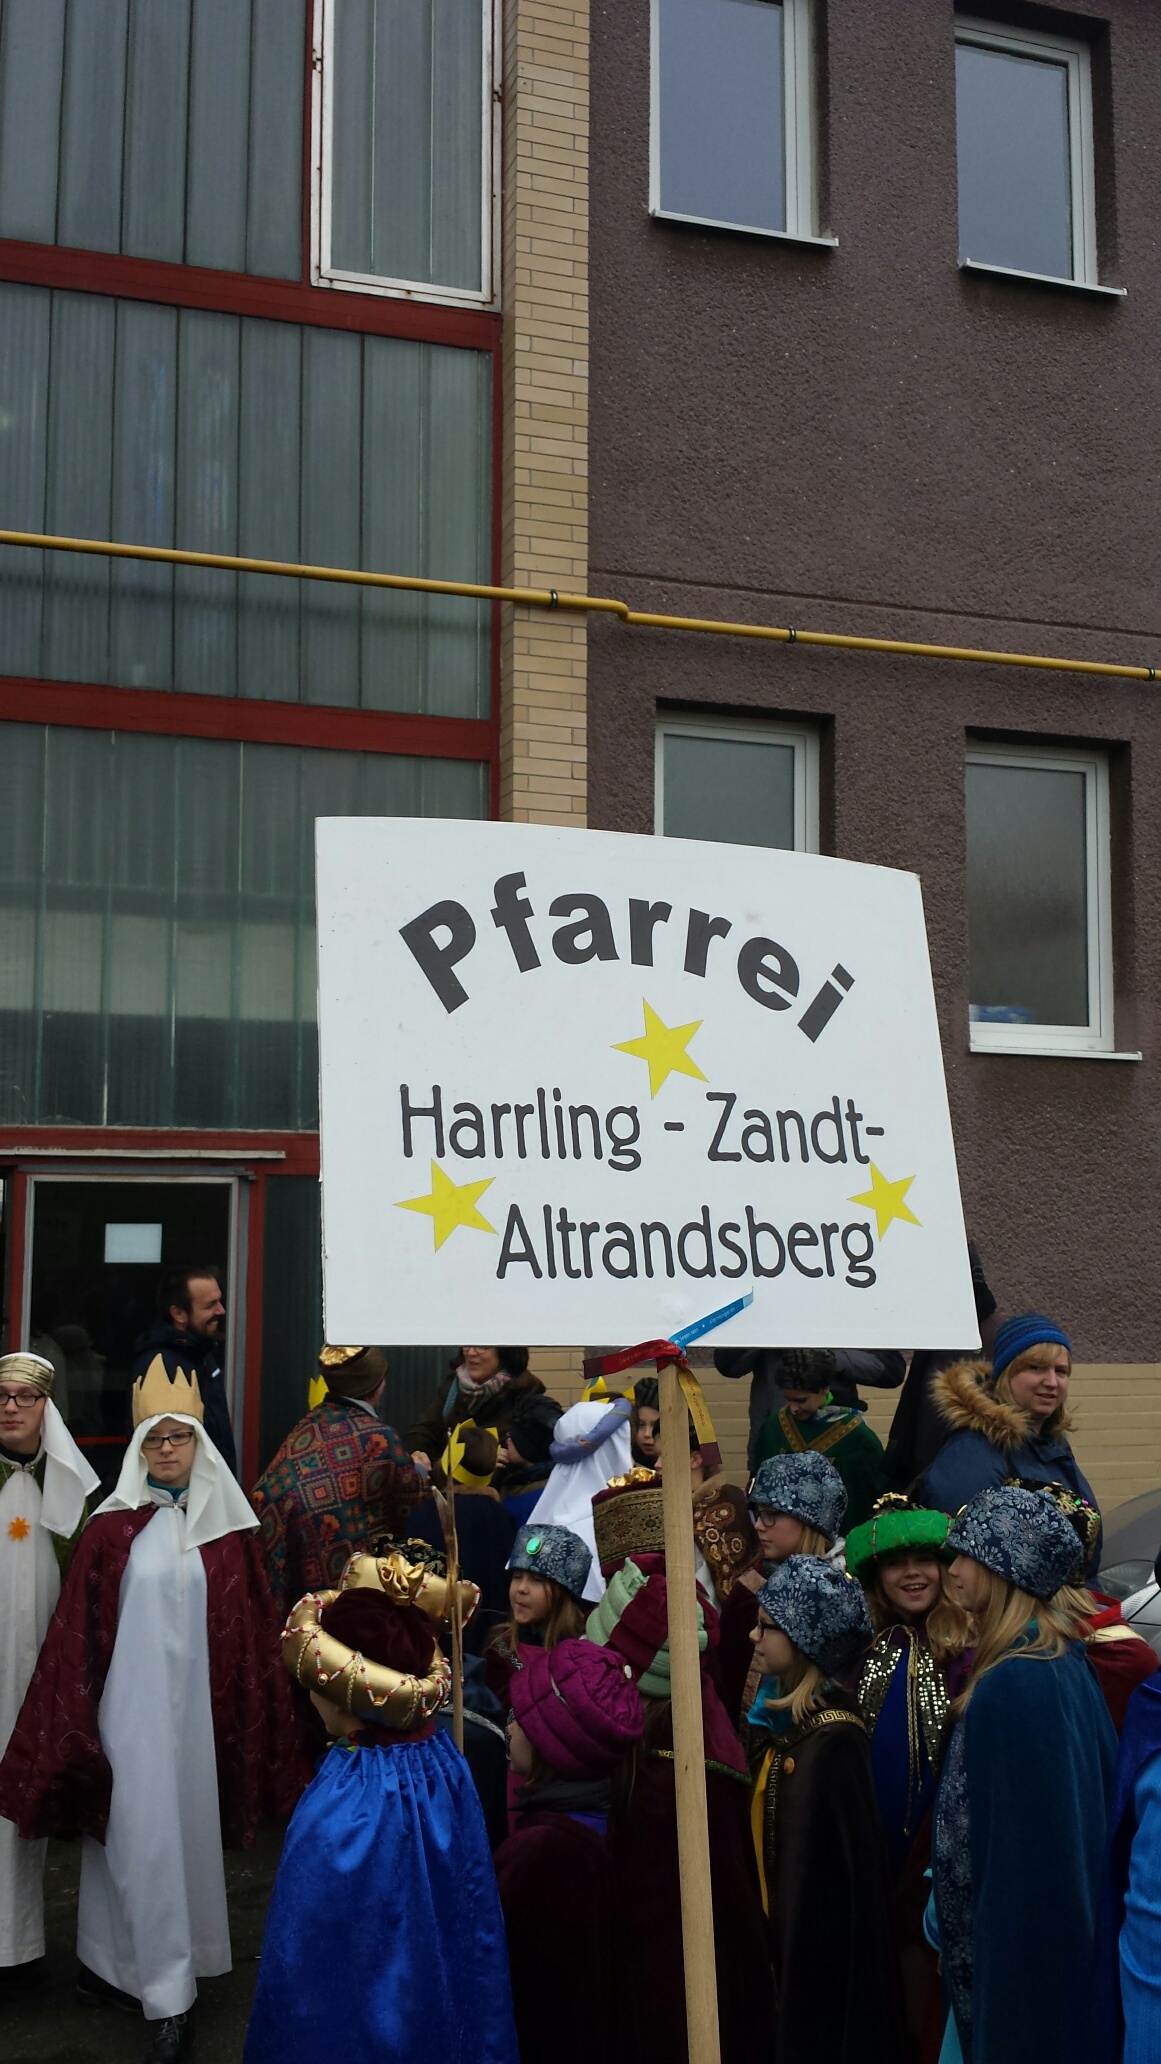 Pfarrei
Harrling - Zandt-
Altrandsberg